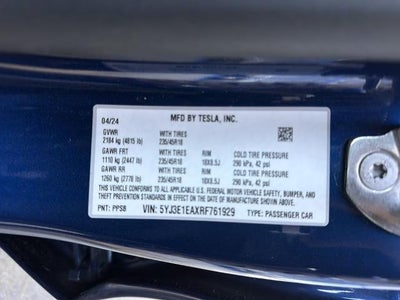 04/24 MFD BY TESLA, INC.
GVWR WITH TIRES
2184 kg (4815 lb) 235/45R18
GAWR FRT WITH TIRES RIM COLD TIRE PRESSURE
1110 kg (2447 lb) 235/45R18 18X8.5J 290 kPa, 42 psi
GAWR RR WITH TIRES RIM COLD TIRE PRESSURE
1260 kg (2778 lb) 235/45R18 18X8.5J 290 kPa, 42 psi
THIS VEHICLE CONFORMS TO ALL APPLICABLE FEDERAL MOTOR VEHICLE SAFETY, BUMPER, AND
THEFT PREVENTION STANDARDS IN EFFECT ON THE DATE OF MANUFACTURE SHOWN ABOVE.
PNT: PPSB VIN: 5YJ3E1EAXRF761929 TYPE: PASSENGER CAR